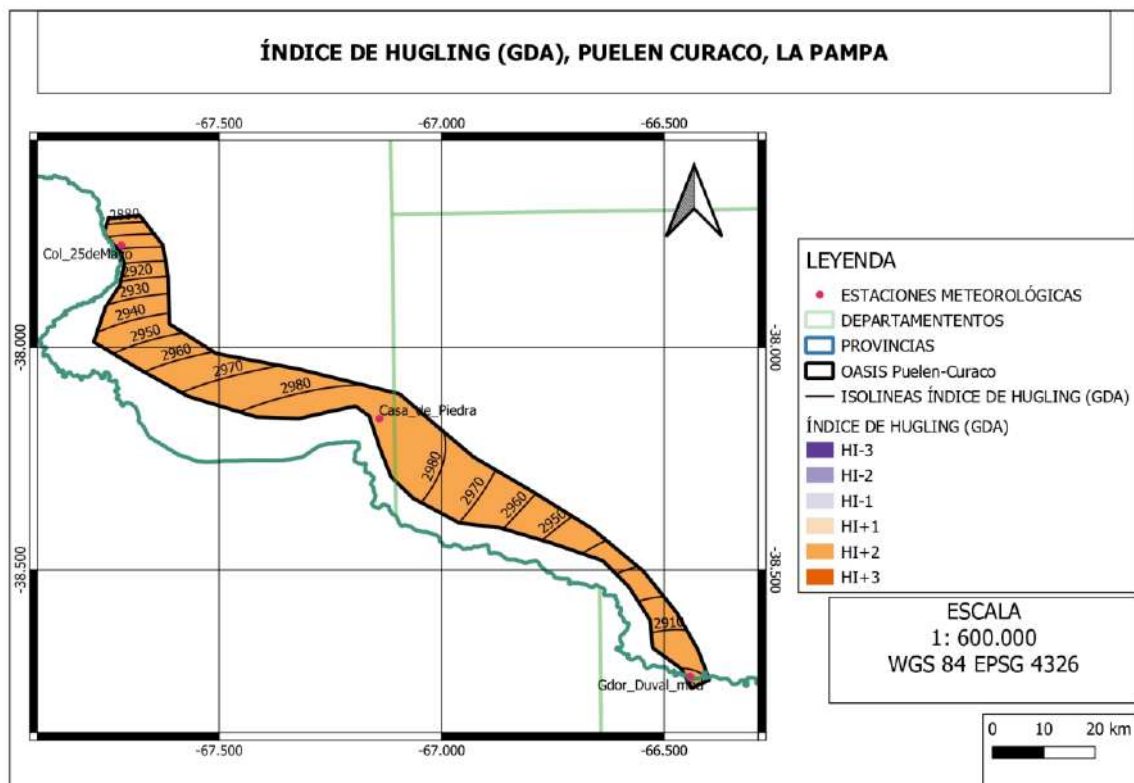 ÍNDICE DE HUGLING (GDA), PUELEN CURACO, LA PAMPA
-67.500
-67.000
-66.500
2880
Col_25deMayo
2920
2930
2940
2950
2960
2970
2980
Casa_de_Piedra
2980
2970
2960
2950
2910
Gdor_Duval_mod
-38.000
-38.000
-38.500
-38.500
-67.500
-67.000
-66.500
LEYENDA
ESTACIONES METEOROLÓGICAS
DEPARTAMENTENTOS
PROVINCIAS
OASIS Puelen-Curaco
ISOLINEAS ÍNDICE DE HUGLING (GDA)
ÍNDICE DE HUGLING (GDA)
HI-3
HI-2
HI-1
HI+1
HI+2
HI+3
ESCALA
1: 600.000
WGS 84 EPSG 4326
0 10 20 km